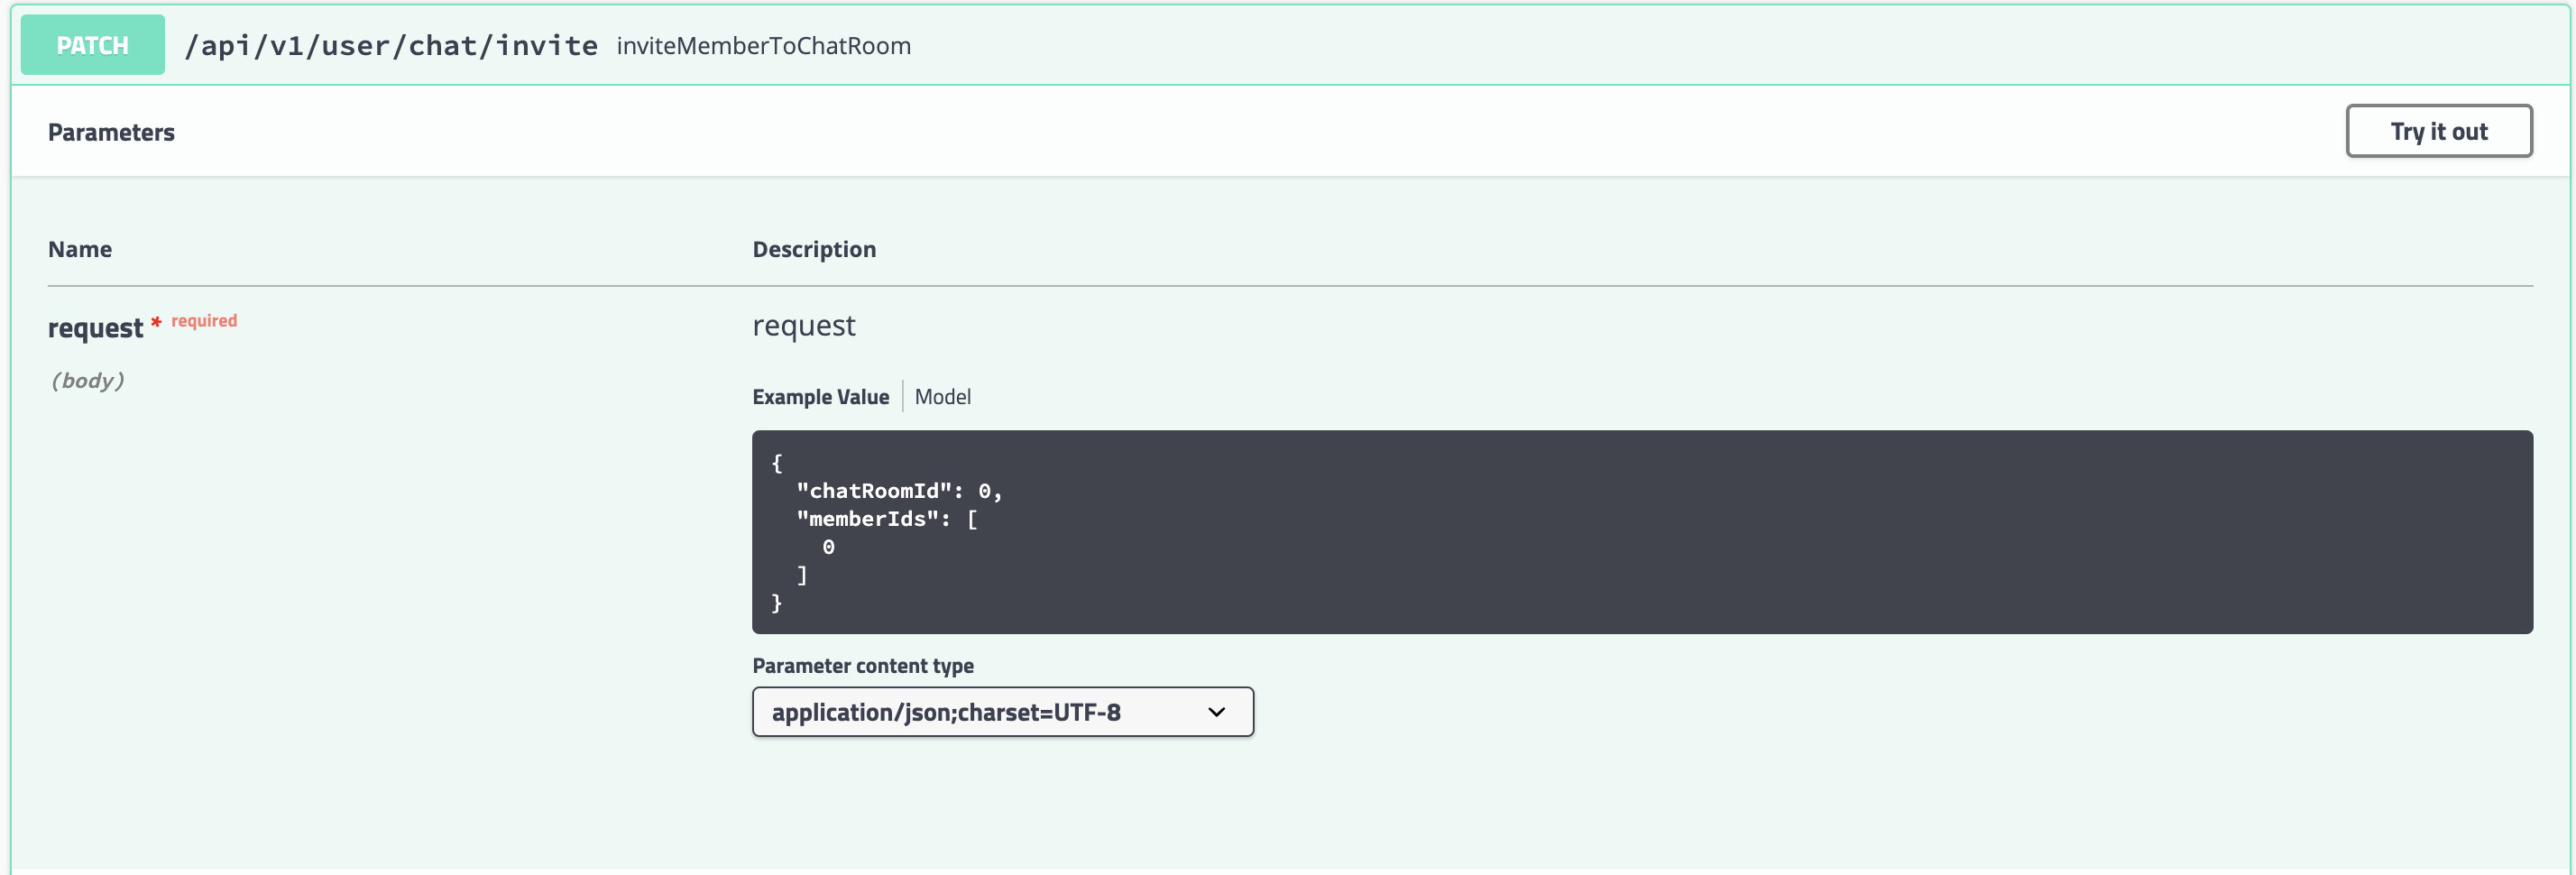 PATCH /api/v1/user/chat/invite inviteMemberToChatRoom
Parameters
Try it out
Name Description
request * required
(body)
request
Example Value Model
{
  "chatRoomId": 0,
  "memberIds": [
    0
  ]
}
Parameter content type
application/json;charset=UTF-8